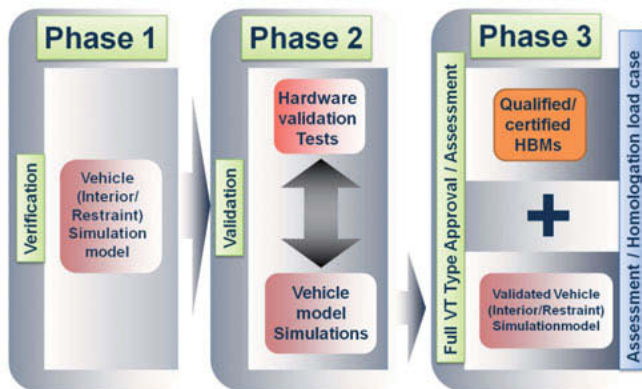 Phase 1
Verification
Vehicle
(Interior/
Restraint)
Simulation
model
Phase 2
Validation
Hardware
validation
Tests
Vehicle
model
Simulations
Phase 3
Full VT Type Approval / Assessment
Qualified/
certified
HBMs
+
Validated Vehicle
(Interior/Restraint)
Simulationmodel
Assessment / Homologation load case